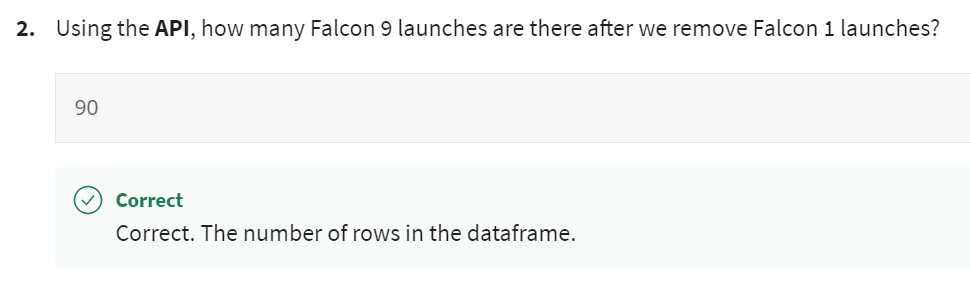 2. Using the API, how many Falcon 9 launches are there after we remove Falcon 1 launches?
90
Correct
Correct. The number of rows in the dataframe.